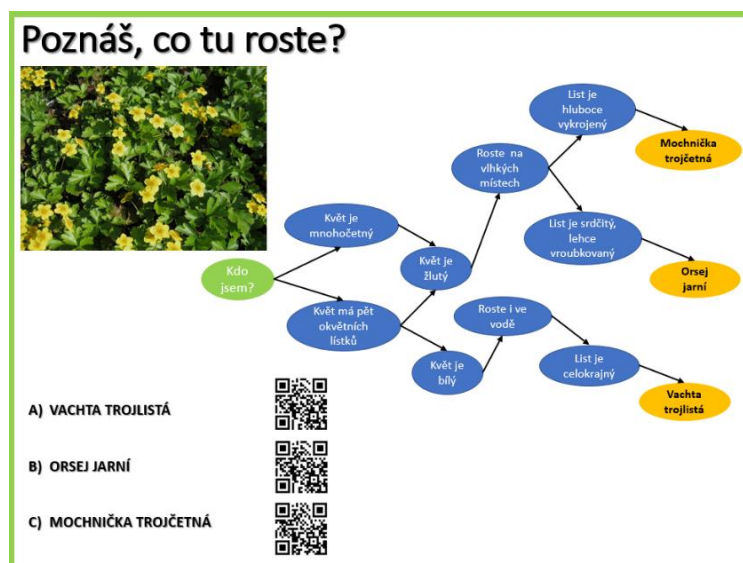 Poznáš, co tu roste?
Kdo
jsem?
Květ je
mnohočetný
Květ má pět
okvětních
lístků
Květ je
žlutý
Květ je
bílý
Roste na
vlhkých
místech
Roste i ve
vodě
List je
hluboce
vykrojený
List je srdčitý,
lehce
vroubkovaný
List je
celokrajný
Mochnička
trojčetná
Orsej
jarní
Vachta
trojlistá
A) VACHTA TROJLISTÁ
B) ORSEJ JARNÍ
C) MOCHNIČKA TROJČETNÁ